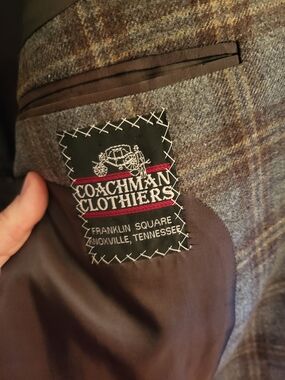 COACHMAN
CLOTHIERS
FRANKLIN SQUARE
KNOXVILLE, TENNESSEE